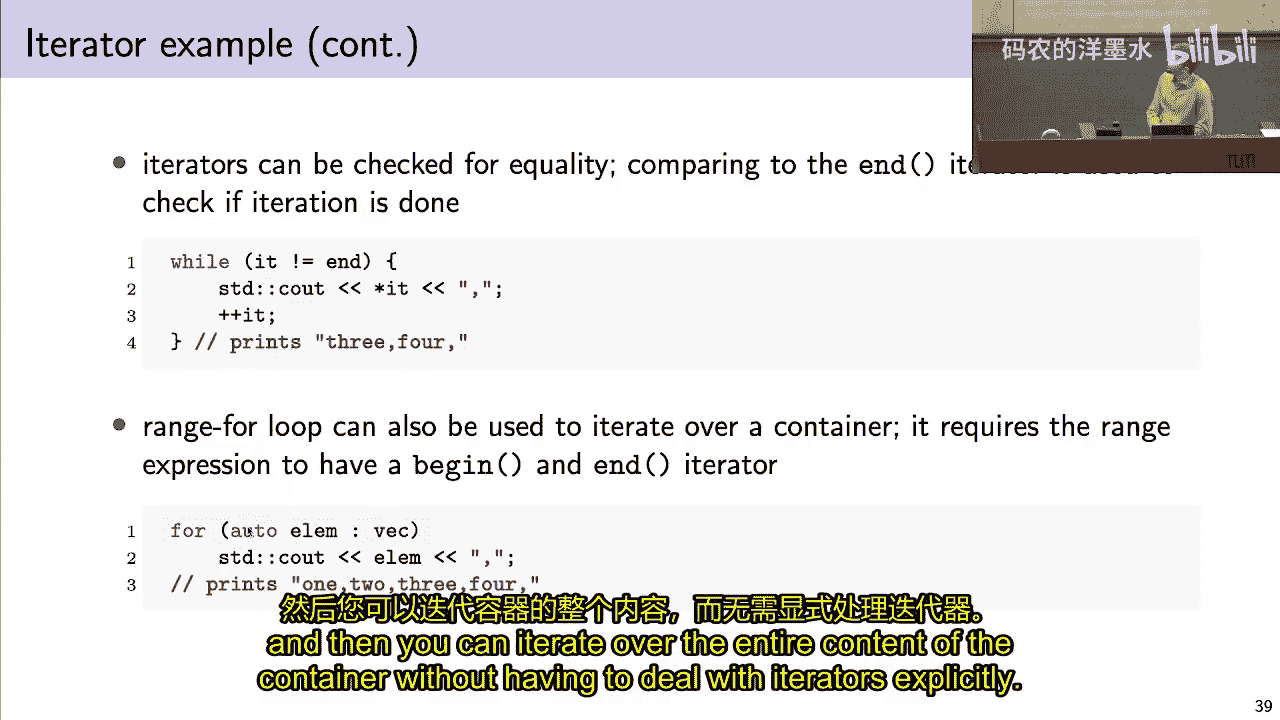 Iterator example (cont.)
码农的洋墨水 bilibili
TUM
• iterators can be checked for equality; comparing to the end()
check if iteration is done
1 while (it != end) {
2 std::cout << *it << ",";
3 ++it;
4 } // prints "three,four,"
• range-for loop can also be used to iterate over a container; it requires the range
expression to have a begin() and end() iterator
1 for (auto elem : vec)
2 std::cout << elem << ",";
3 // prints "one,two,three,four,"
然后您可以迭代容器的整个内容，而无需显式处理迭代器。
and then you can iterate over the entire content of the
container without having to deal with iterators explicitly.
39